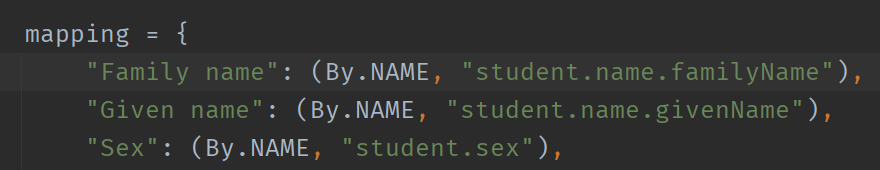 mapping = {
    "Family name": (By.NAME, "student.name.familyName"),
    "Given name": (By.NAME, "student.name.givenName"),
    "Sex": (By.NAME, "student.sex"),